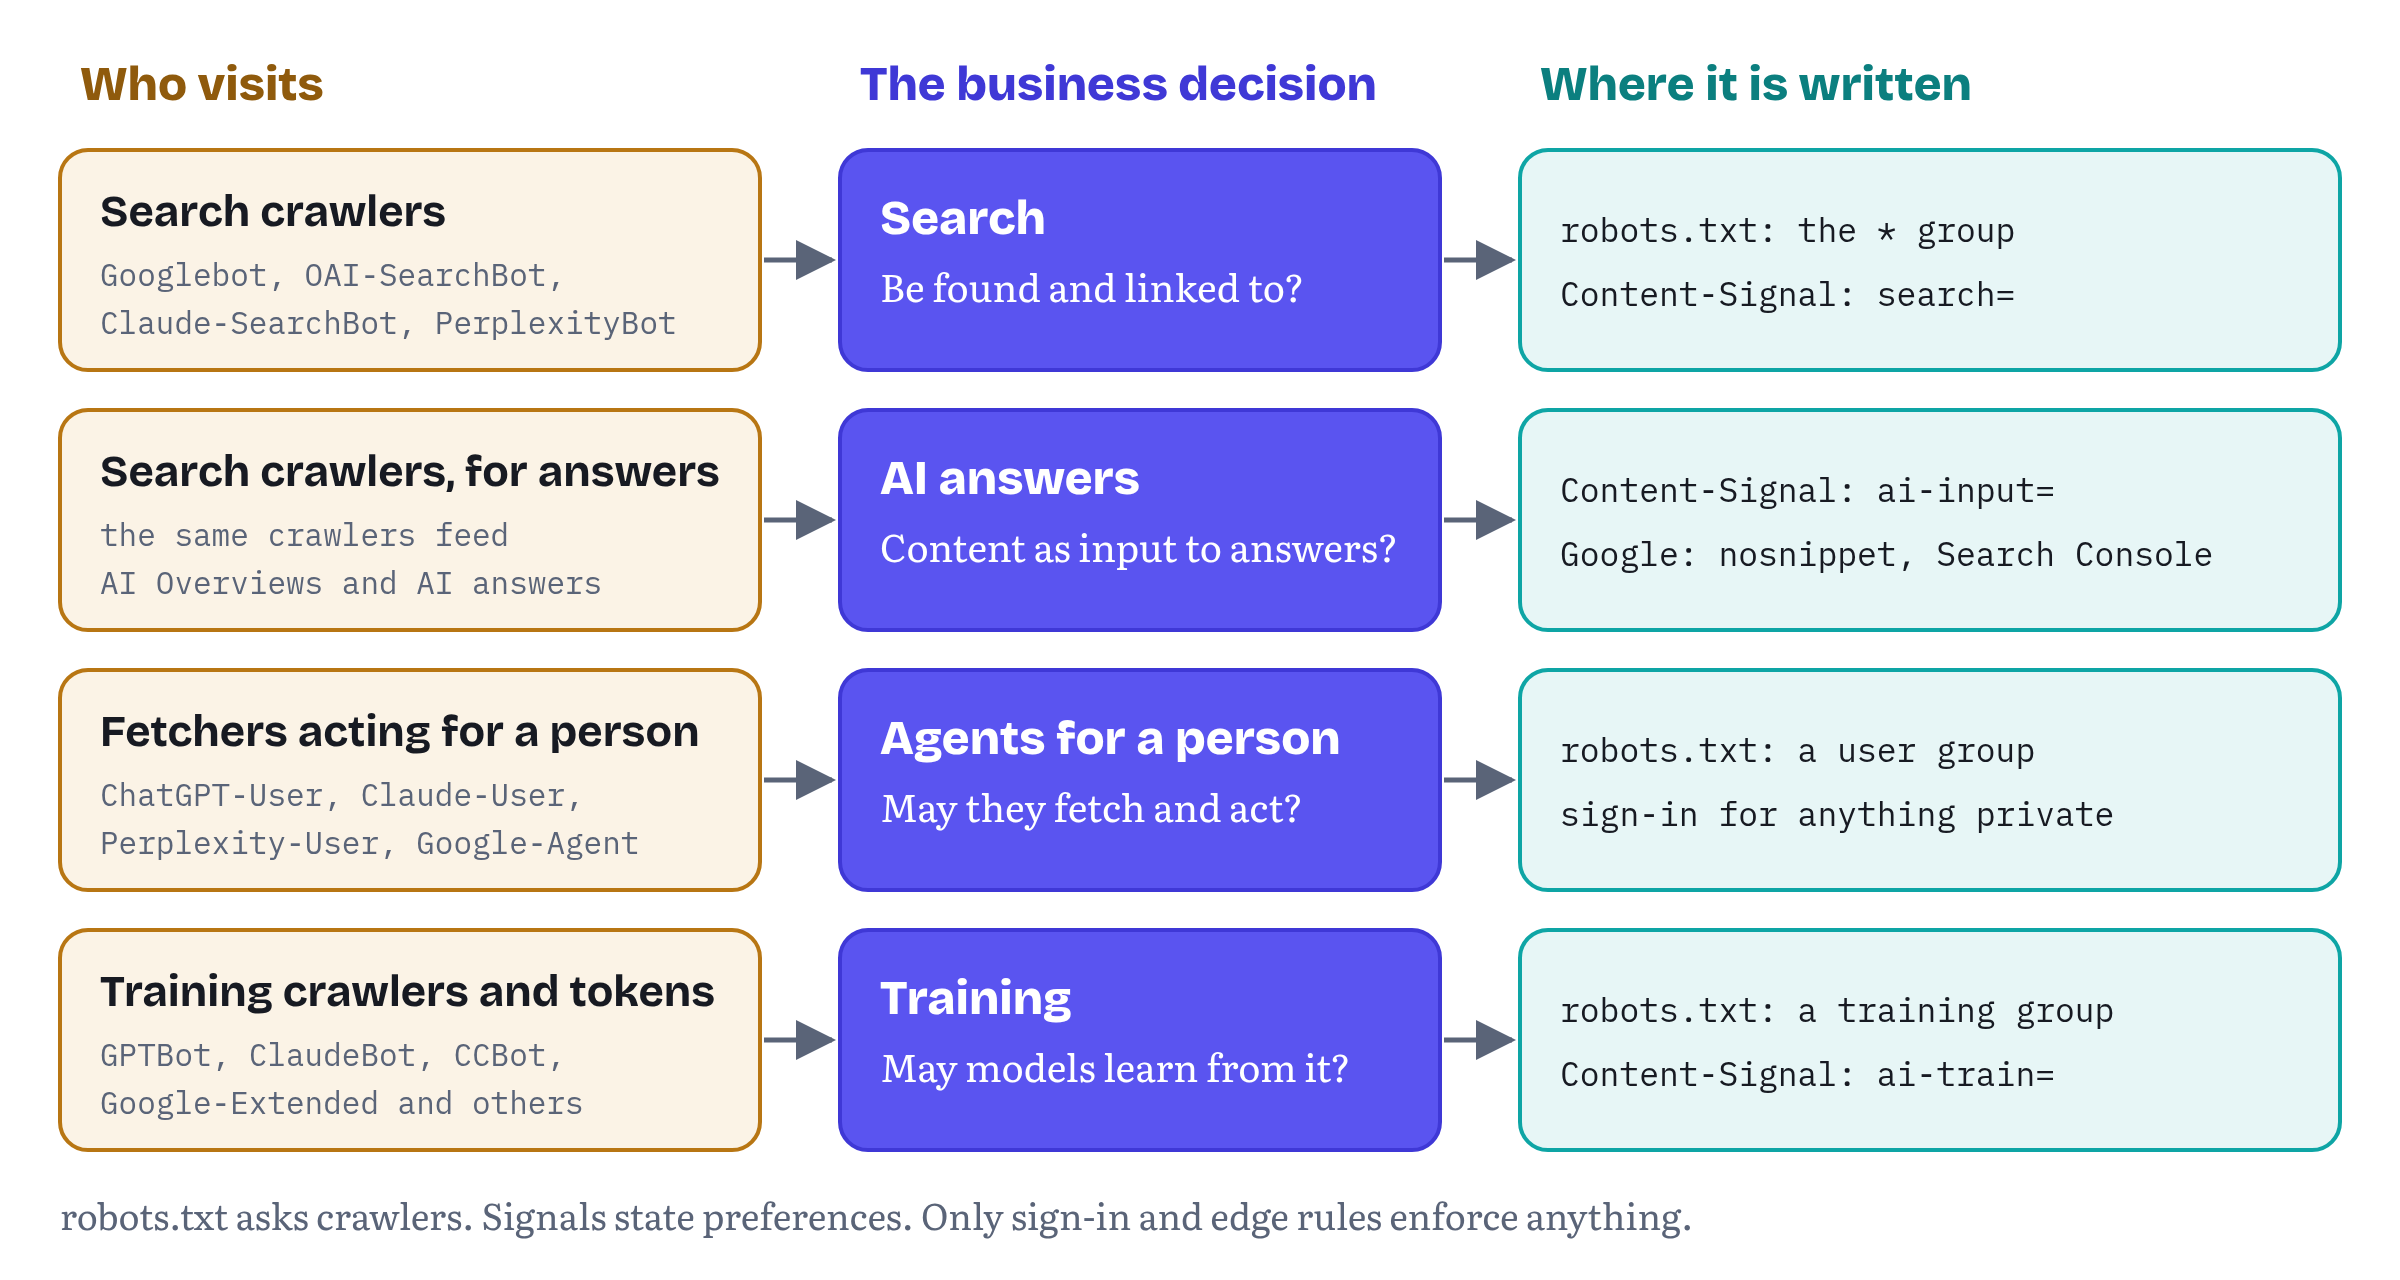 Who visits
The business decision
Where it is written
Search crawlers
Googlebot, OAI-SearchBot,
Claude-SearchBot, PerplexityBot
Search
Be found and linked to?
robots.txt: the * group
Content-Signal: search=
Search crawlers, for answers
the same crawlers feed
AI Overviews and AI answers
AI answers
Content as input to answers?
Content-Signal: ai-input=
Google: nosnippet, Search Console
Fetchers acting for a person
ChatGPT-User, Claude-User,
Perplexity-User, Google-Agent
Agents for a person
May they fetch and act?
robots.txt: a user group
sign-in for anything private
Training crawlers and tokens
GPTBot, ClaudeBot, CCBot,
Google-Extended and others
Training
May models learn from it?
robots.txt: a training group
Content-Signal: ai-train=
robots.txt asks crawlers. Signals state preferences. Only sign-in and edge rules enforce anything.